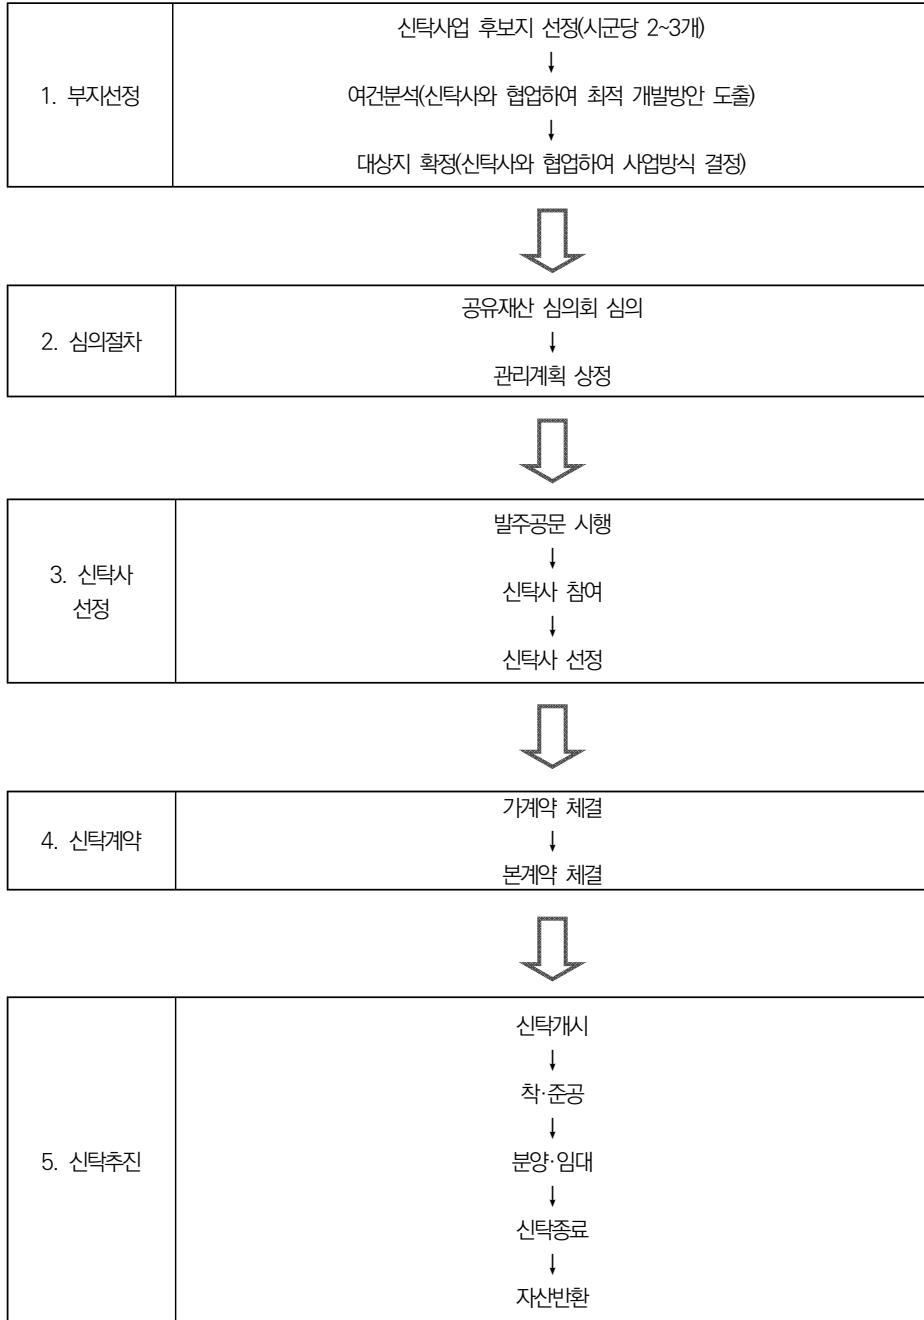 1. 부지선정
신탁사업 후보지 선정(시군당 2~3개)
↓
여건분석(신탁사와 협업하여 최적 개발방안 도출)
↓
대상지 확정(신탁사와 협업하여 사업방식 결정)
2. 심의절차
공유재산 심의회 심의
↓
관리계획 상정
3. 신탁사
선정
발주공문 시행
↓
신탁사 참여
↓
신탁사 선정
4. 신탁계약
가계약 체결
↓
본계약 체결
5. 신탁추진
신탁개시
↓
착·준공
↓
분양·임대
↓
신탁종료
↓
자산반환